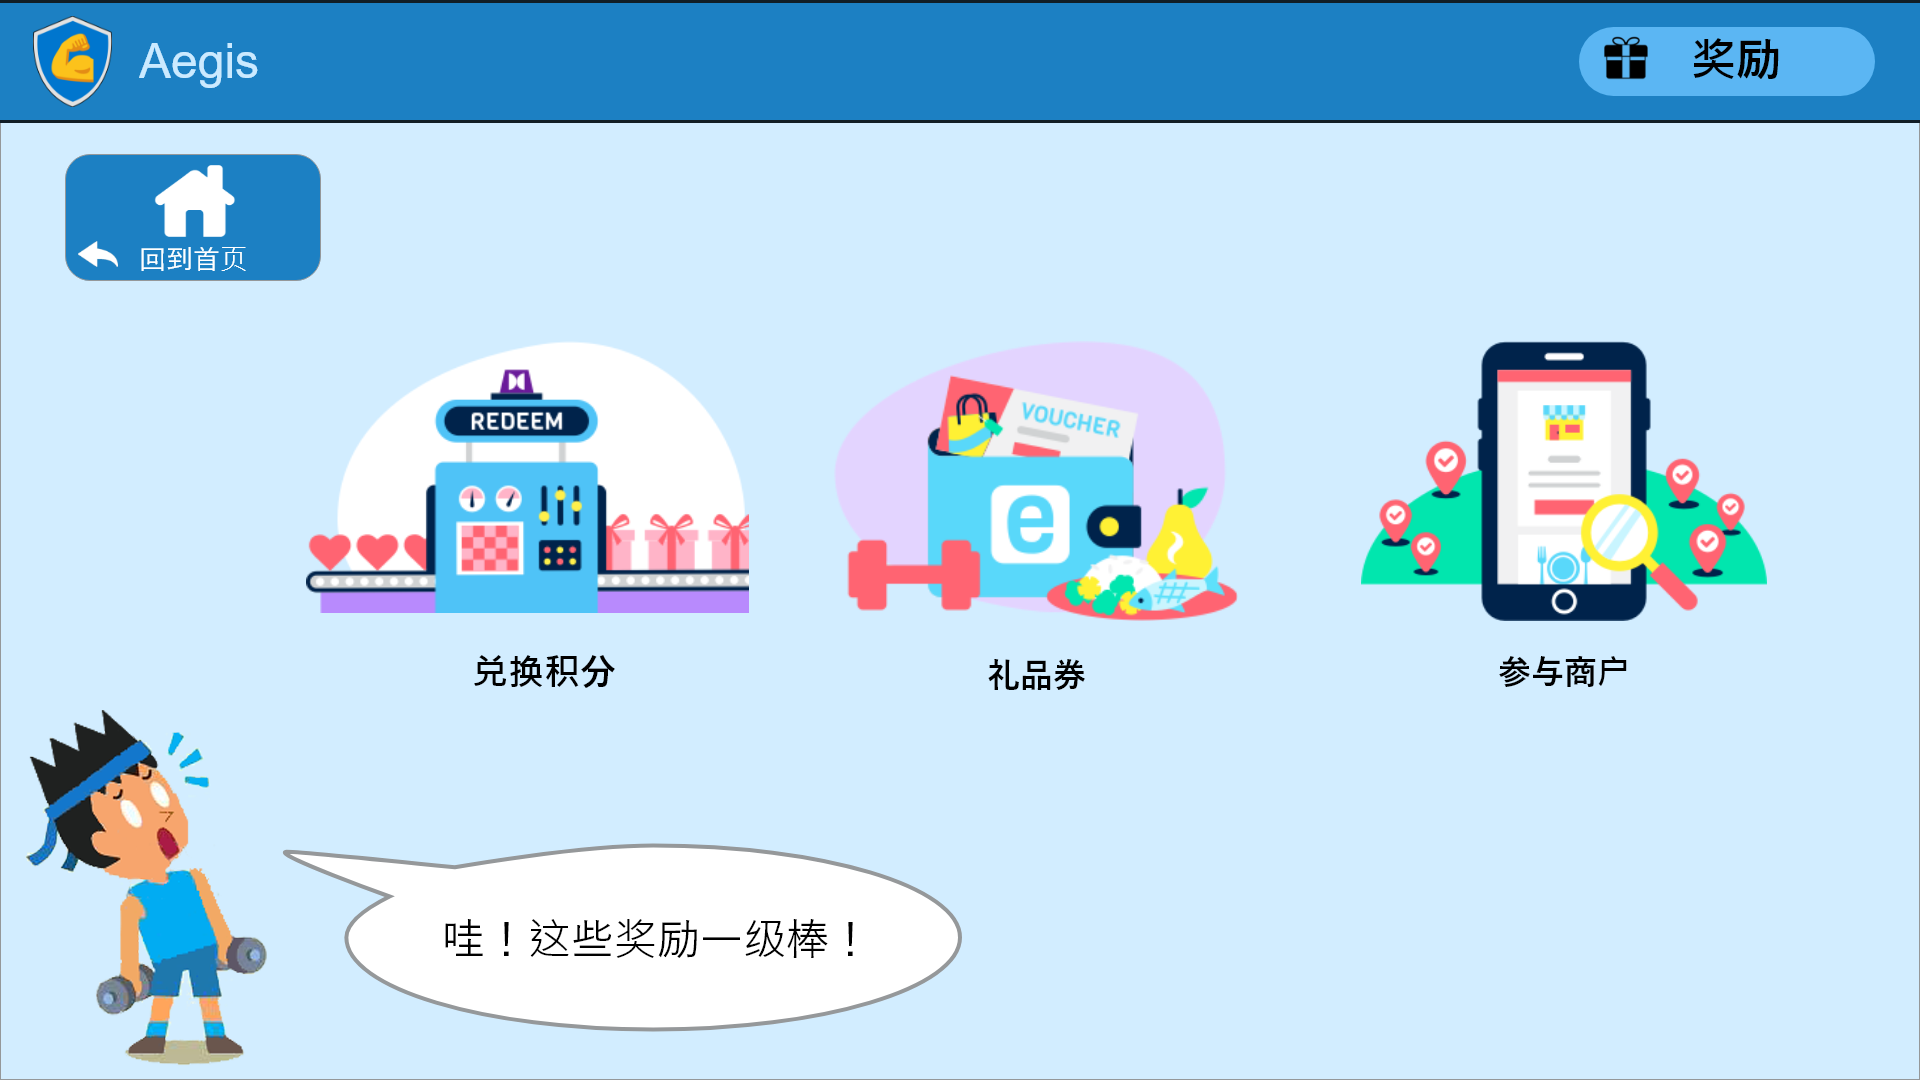 Aegis
奖励
回到首页
REDEEM
VOUCHER
e
兑换积分
礼品券
参与商户
哇！这些奖励一级棒！